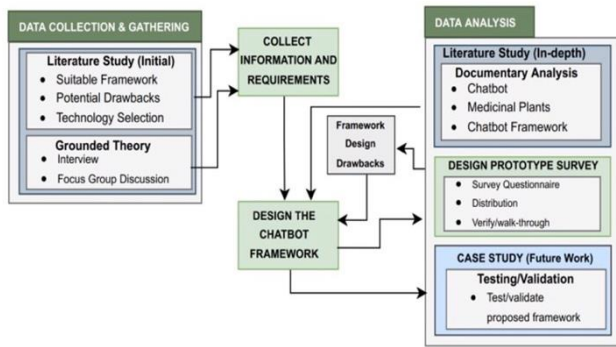 DATA COLLECTION & GATHERING
Literature Study (Initial)
• Suitable Framework
• Potential Drawbacks
• Technology Selection
Grounded Theory
• Interview
• Focus Group Discussion
COLLECT
INFORMATION AND
REQUIREMENTS
Framework
Design
Drawbacks
DESIGN THE
CHATBOT
FRAMEWORK
DATA ANALYSIS
Literature Study (In-depth)
Documentary Analysis
• Chatbot
• Medicinal Plants
• Chatbot Framework
DESIGN PROTOTYPE SURVEY
• Survey Questionnaire
• Distribution
• Verify/walk-through
CASE STUDY (Future Work)
Testing/Validation
• Test/validate
proposed framework